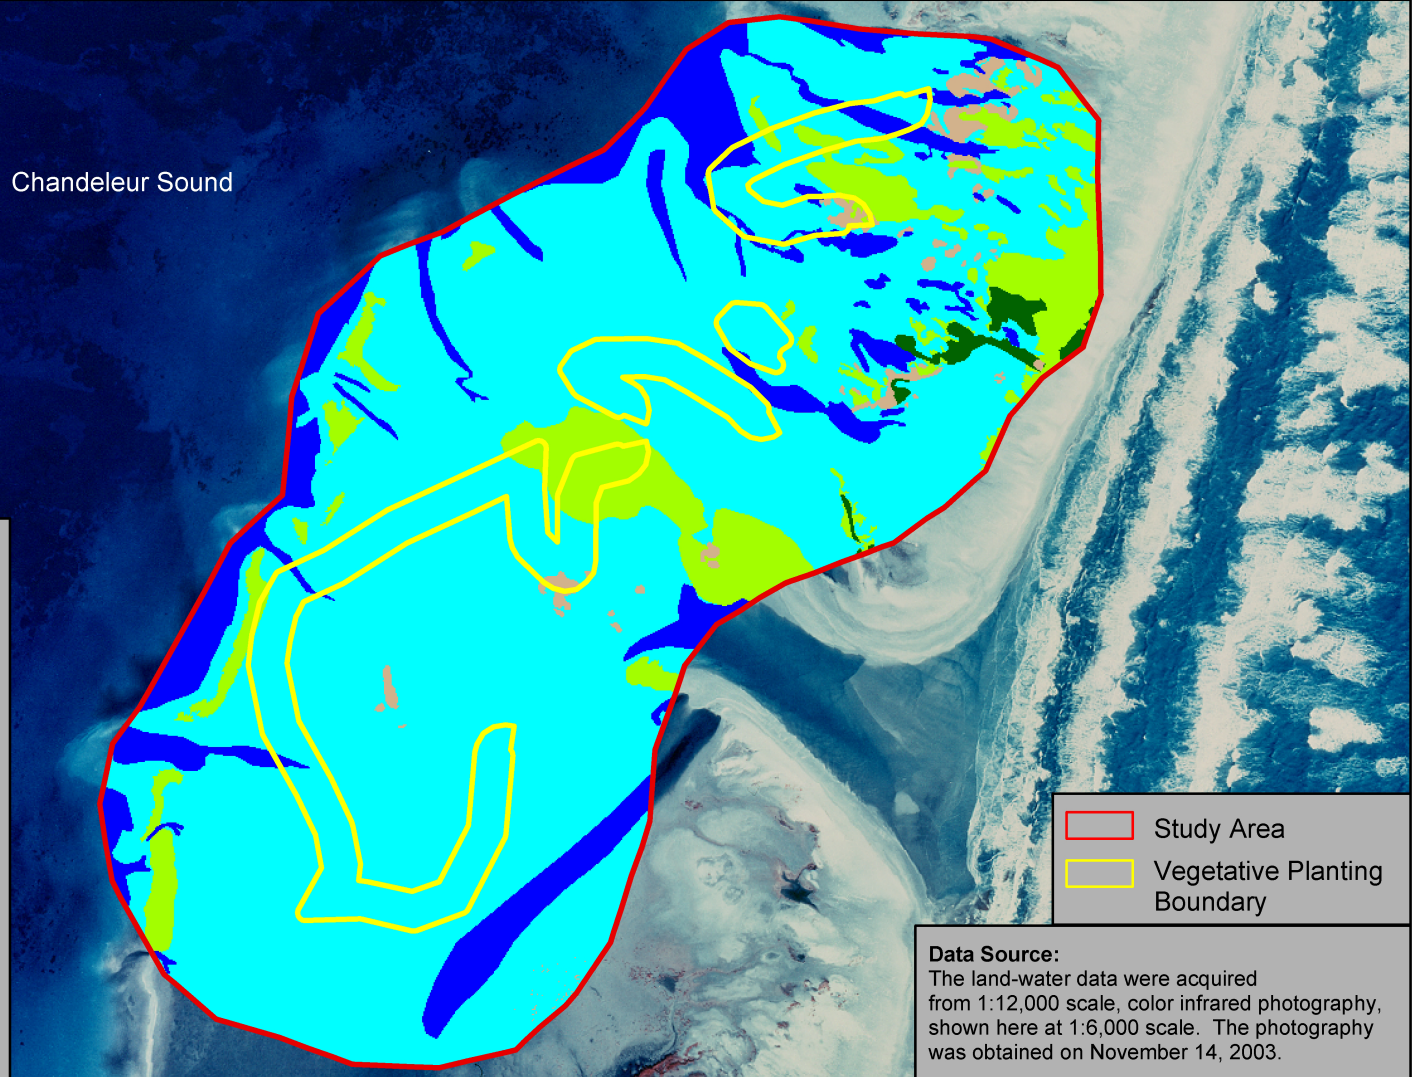 Chandeleur Sound
Study Area
Vegetative Planting
Boundary
Data Source:
The land-water data were acquired
from 1:12,000 scale, color infrared photography,
shown here at 1:6,000 scale.  The photography
was obtained on November 14, 2003.